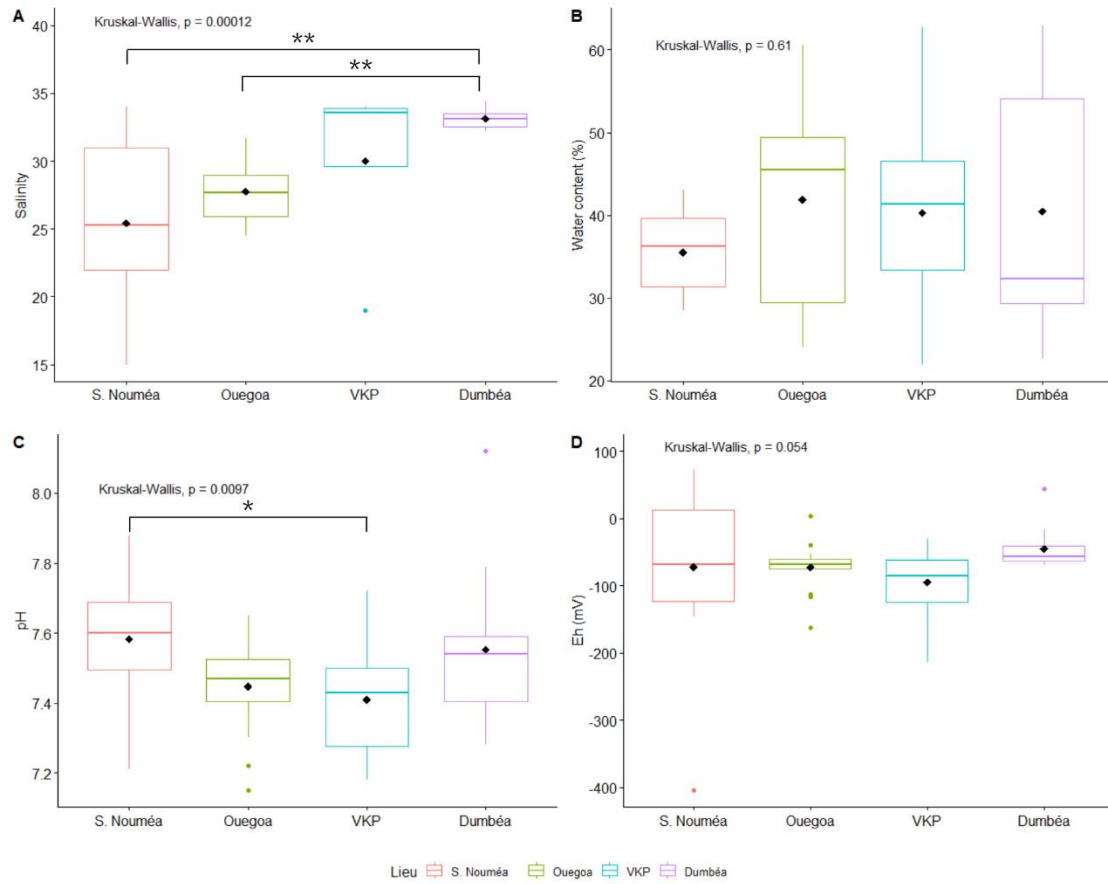 A
Kruskal-Wallis, p = 0.00012
**
**
40
35
30
25
20
15
Salinity
S. Nouméa Ouegoa VKP Dumbéa
B
Kruskal-Wallis, p = 0.61
60
50
40
30
20
Water content (%)
S. Nouméa Ouegoa VKP Dumbéa
C
Kruskal-Wallis, p = 0.0097
*
8.0
7.8
7.6
7.4
7.2
pH
S. Nouméa Ouegoa VKP Dumbéa
D
Kruskal-Wallis, p = 0.054
100
0
-100
-200
-300
-400
Eh (mV)
S. Nouméa Ouegoa VKP Dumbéa
Lieu S. Nouméa Ouegoa VKP Dumbéa